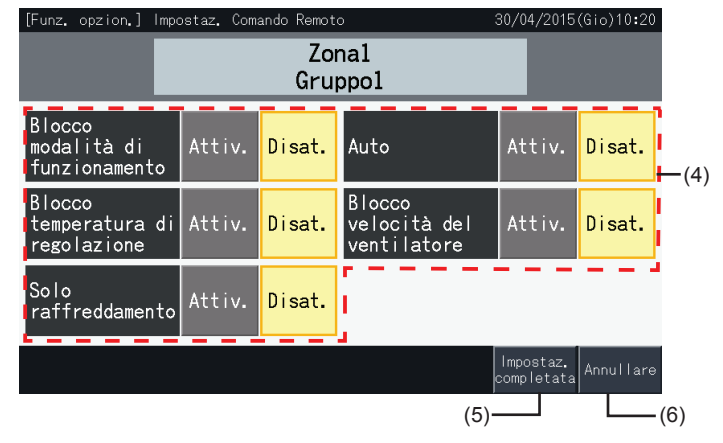 [Funz. opzion.] Impostaz. Comando Remoto 30/04/2015(Gio)10:20
Zona1
Gruppo1
Blocco
modalità di
funzionamento
Attiv. Disat.
Auto
Attiv. Disat.
(4)
Blocco
temperatura di
regolazione
Attiv. Disat.
Blocco
velocità del
ventilatore
Attiv. Disat.
Solo
raffreddamento
Attiv. Disat.
Impostaz.
completata
Annullare
(5)
(6)